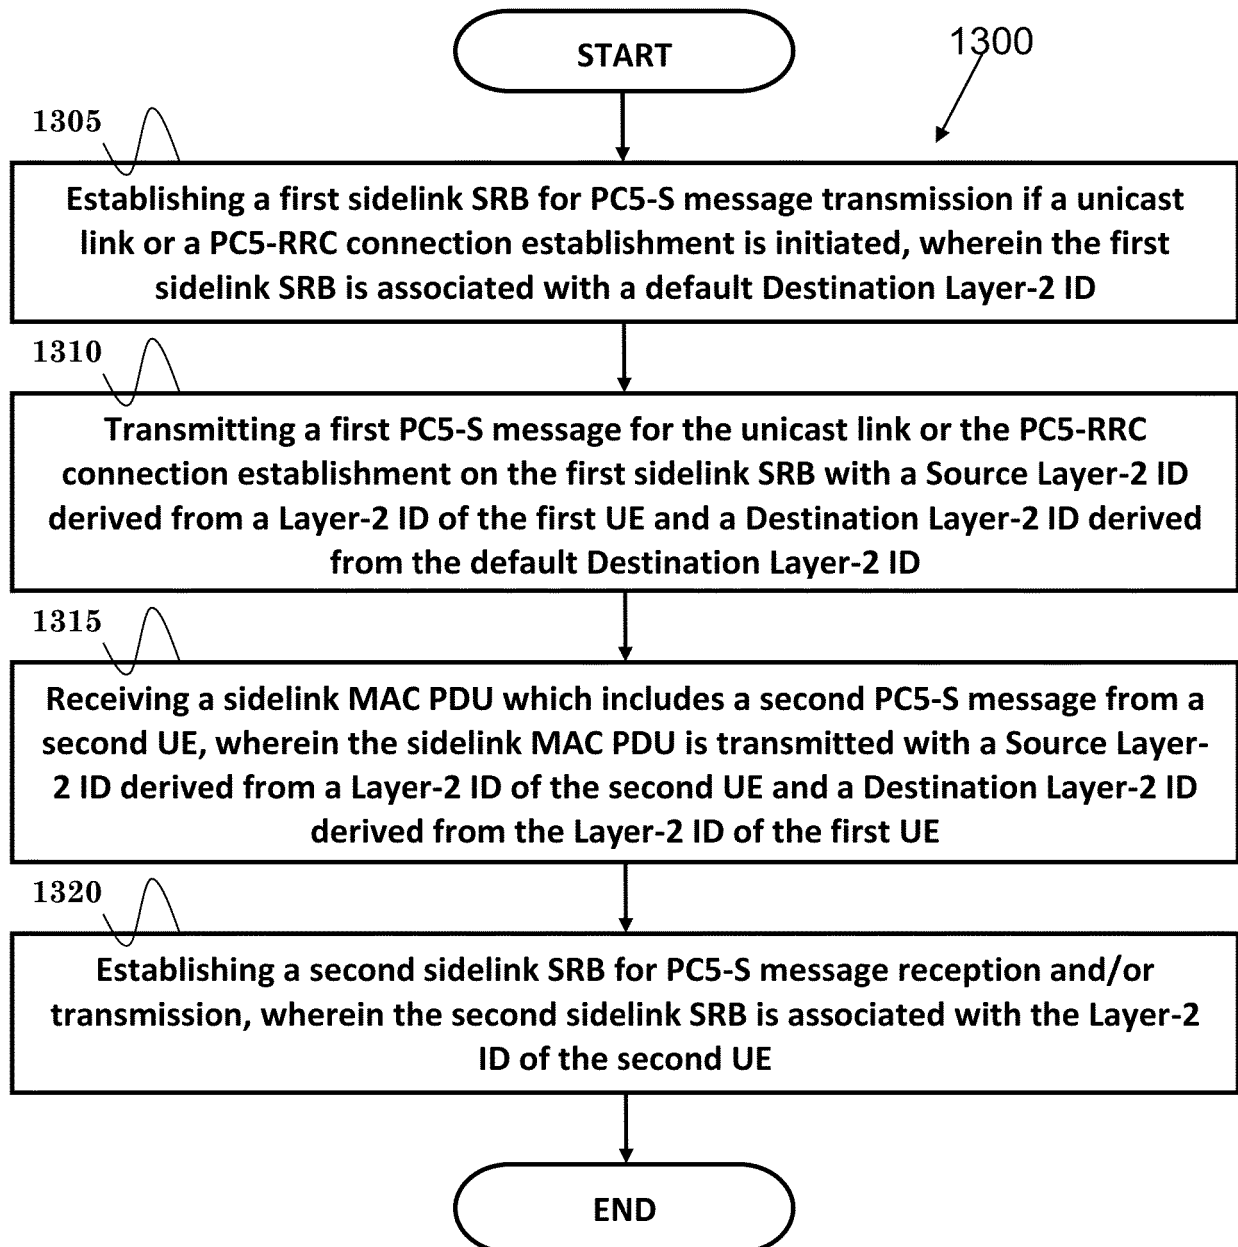 START
1300
1305
Establishing a first sidelink SRB for PC5-S message transmission if a unicast
link or a PC5-RRC connection establishment is initiated, wherein the first
sidelink SRB is associated with a default Destination Layer-2 ID
1310
Transmitting a first PC5-S message for the unicast link or the PC5-RRC
connection establishment on the first sidelink SRB with a Source Layer-2 ID
derived from a Layer-2 ID of the first UE and a Destination Layer-2 ID derived
from the default Destination Layer-2 ID
1315
Receiving a sidelink MAC PDU which includes a second PC5-S message from a
second UE, wherein the sidelink MAC PDU is transmitted with a Source Layer-
2 ID derived from a Layer-2 ID of the second UE and a Destination Layer-2 ID
derived from the Layer-2 ID of the first UE
1320
Establishing a second sidelink SRB for PC5-S message reception and/or
transmission, wherein the second sidelink SRB is associated with the Layer-2
ID of the second UE
END